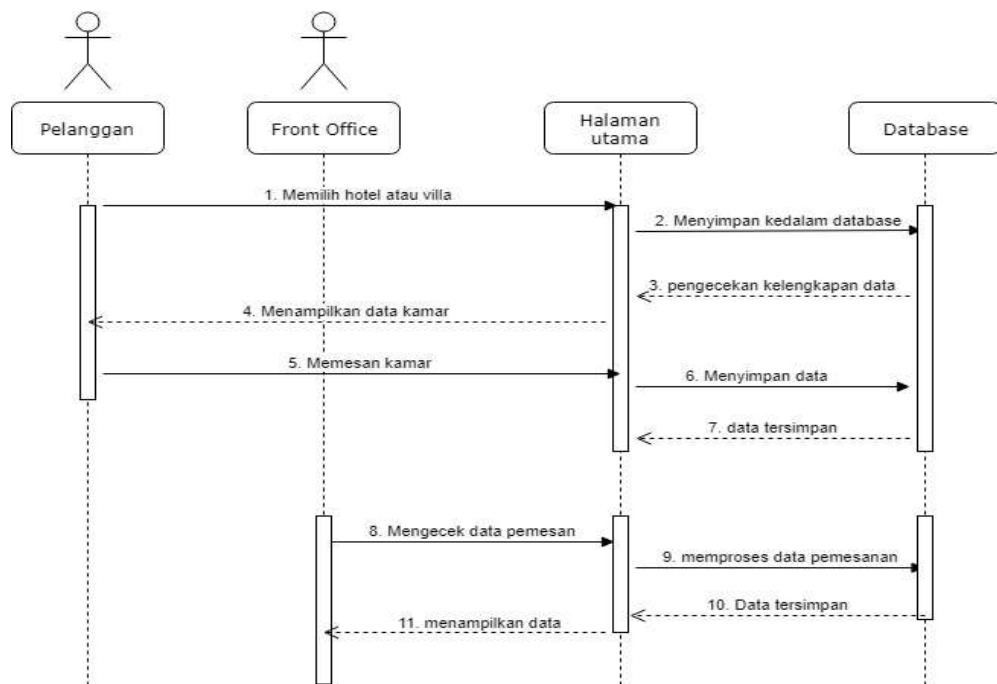 Pelanggan
Front Office
Halaman
utama
Database
1. Memilih hotel atau villa
2. Menyimpan kedalam database
3. pengecekan kelengkapan data
4. Menampilkan data kamar
5. Memesan kamar
6. Menyimpan data
7. data tersimpan
8. Mengecek data pemesan
9. memproses data pemesanan
10. Data tersimpan
11. menampilkan data